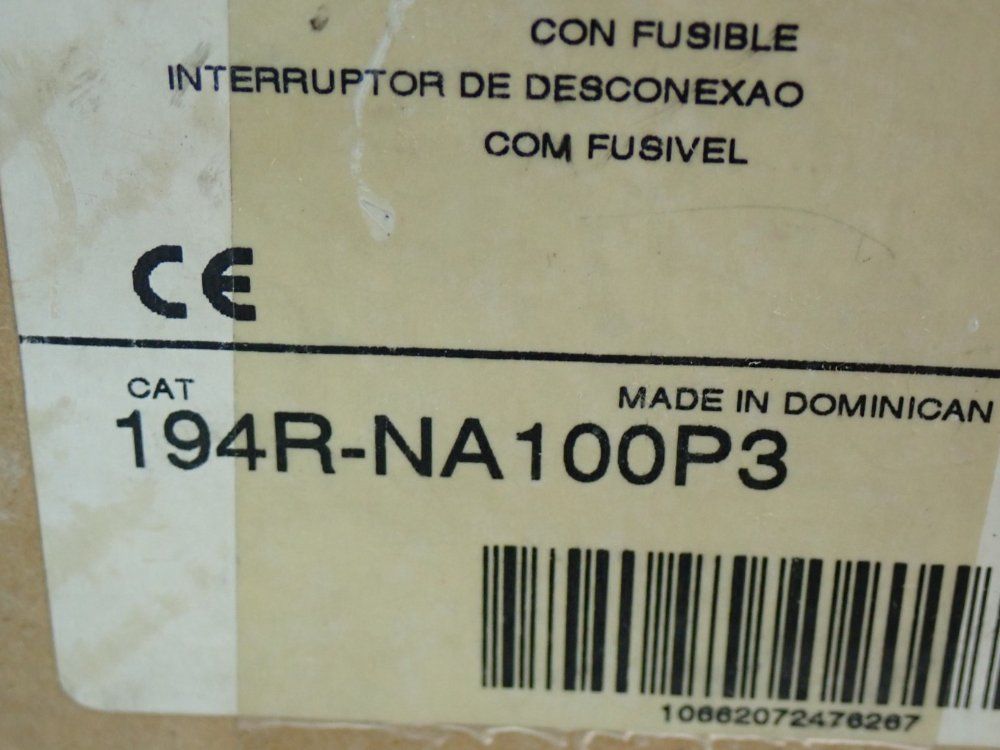 CON FUSIBLE
INTERRUPTOR DE DESCONEXAO
COM FUSIVEL
CE
CAT
MADE IN DOMINICAN
194R-NA100P3
10662072476267